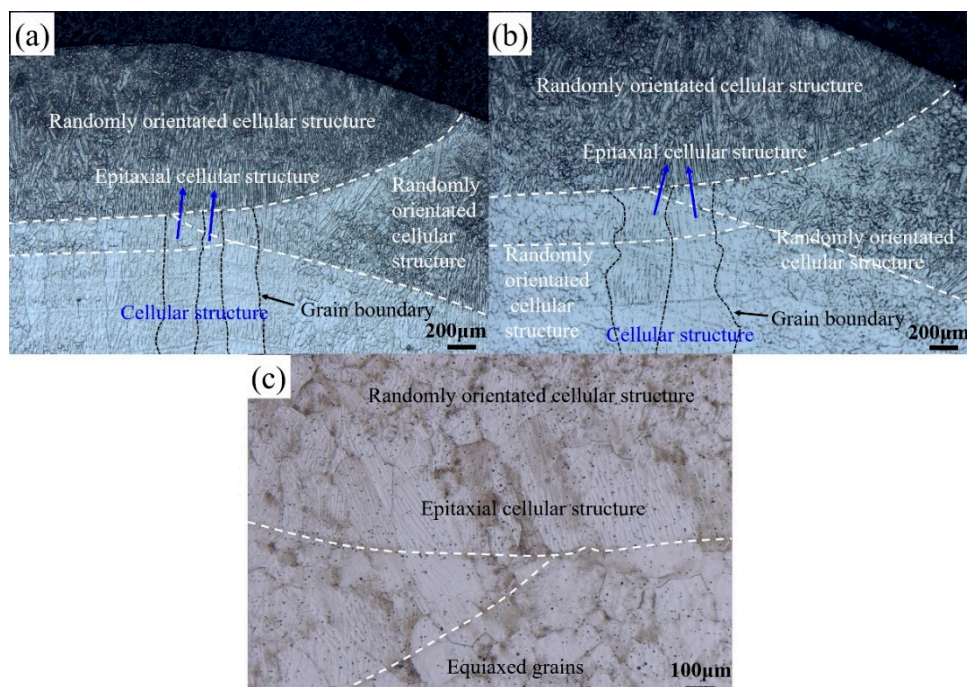 (a)
Randomly orientated cellular structure
Epitaxial cellular structure
Randomly
orientated
cellular
structure
Cellular structure
Grain boundary
200μm
(b)
Randomly orientated cellular structure
Epitaxial cellular structure
Randomly orientated
cellular structure
Randomly
orientated
cellular
structure
Cellular structure
Grain boundary
200μm
(c)
Randomly orientated cellular structure
Epitaxial cellular structure
Equiaxed grains
100μm